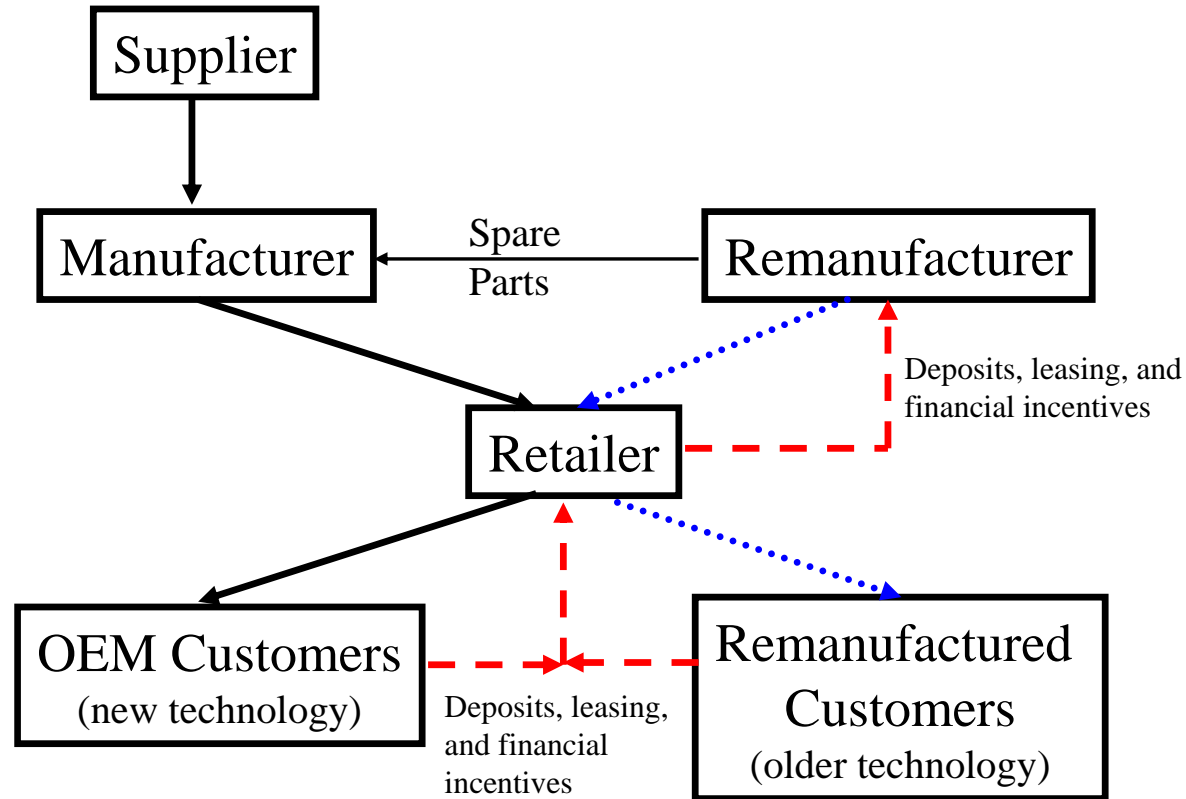 Supplier
Manufacturer
Spare
Parts
Remanufacturer
Deposits, leasing, and
financial incentives
Retailer
OEM Customers
(new technology)
Deposits, leasing,
and financial
incentives
Remanufactured
Customers
(older technology)